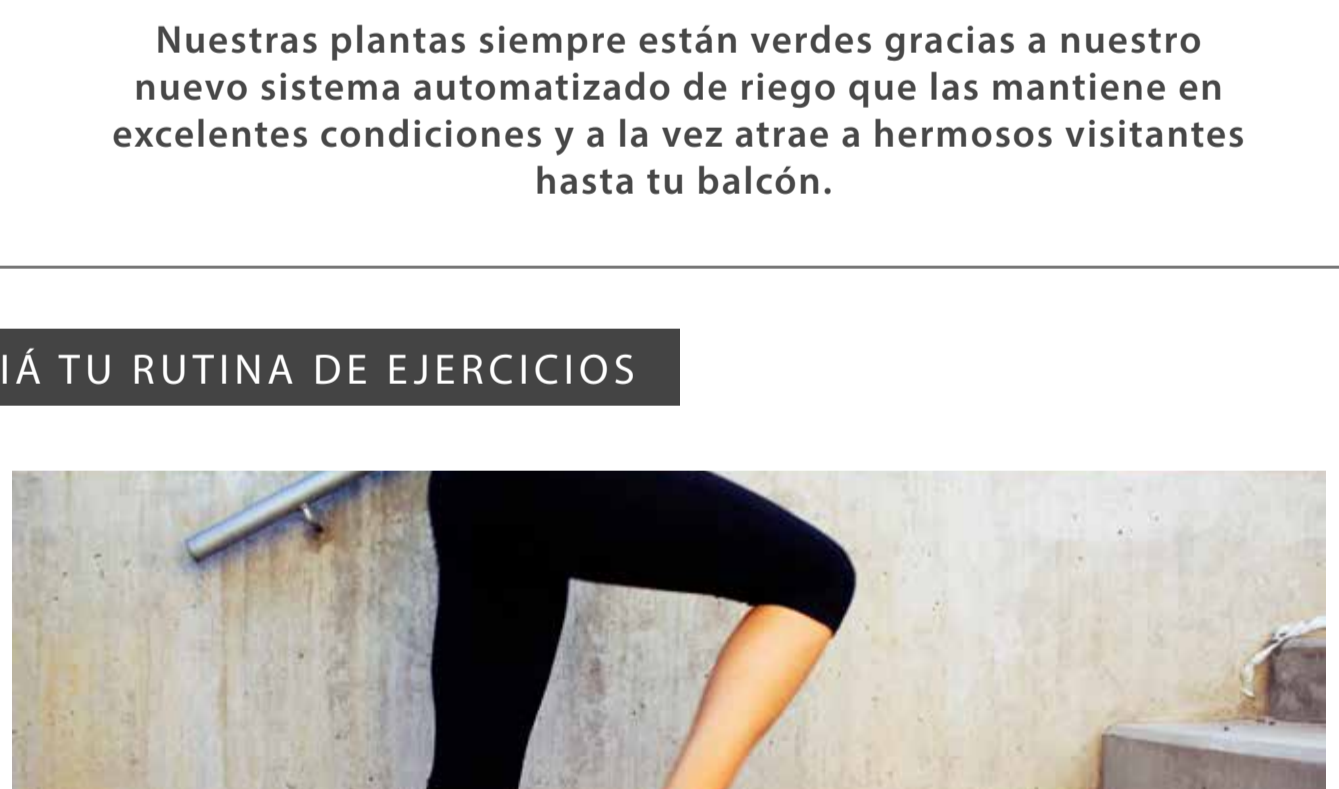 Nuestras plantas siempre están verdes gracias a nuestro
nuevo sistema automatizado de riego que las mantiene en
excelentes condiciones y a la vez atrae a hermosos visitantes
hasta tu balcón.
TU RUTINA DE EJERCICIOS